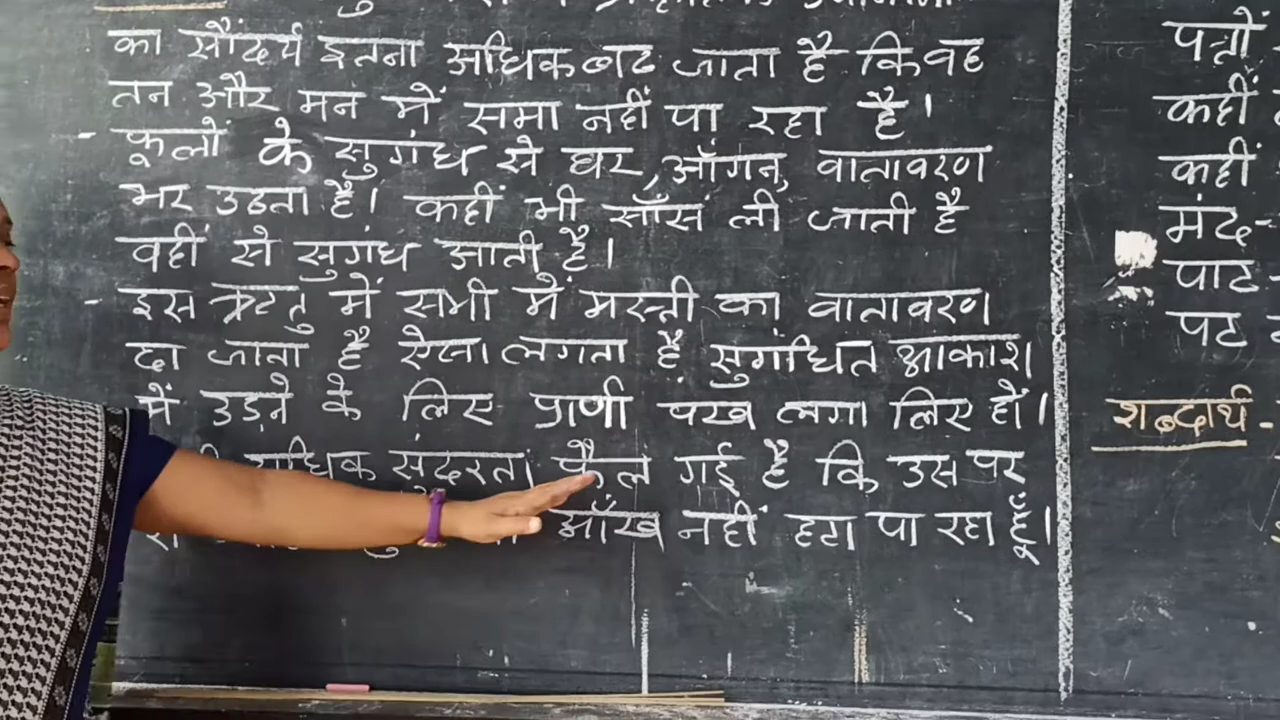 का सौंदर्य इतना अधिक बढ जाता है कि वह
तन और मन में समा नहीं पा रहा है।
- फूलों के सुगंध से घर, आँगन, वातावरण
भर उठता है। कहीं भी साँस ली जाती है
वहीं से सुगंध आती है।
- इस ऋतु में सभी में मस्ती का वातावरण
छा जाता है ऐसा लगता है सुगंधित आकाश
में उड़ने के लिए प्राणी पंख लगा लिए हों।
अधिक सुंदरता फैल गई है कि उस पर
आँख नहीं हटा पा रहा हूँ।
पत्तों
कहीं
कहीं
मंद-
पाट
पट
शब्दार्थ -